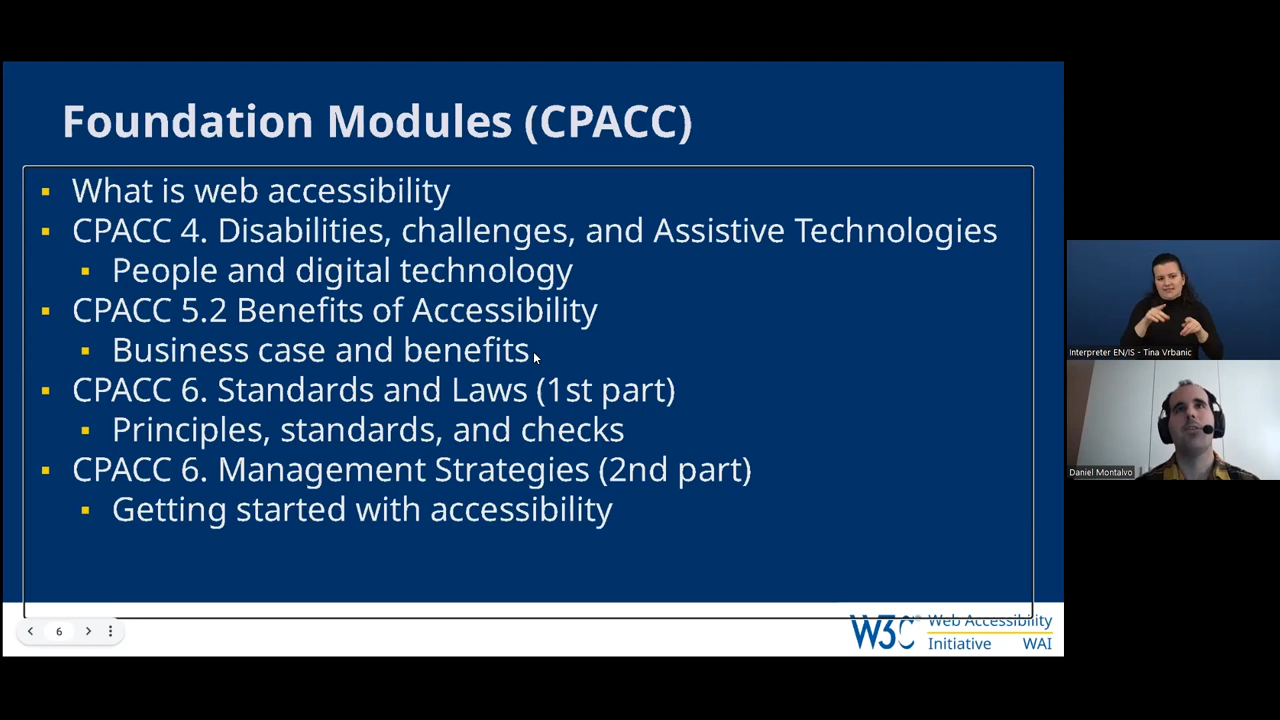 Foundation Modules (CPACC)
▪ What is web accessibility
▪ CPACC 4. Disabilities, challenges, and Assistive Technologies
▪ People and digital technology
▪ CPACC 5.2 Benefits of Accessibility
▪ Business case and benefits
▪ CPACC 6. Standards and Laws (1st part)
▪ Principles, standards, and checks
▪ CPACC 6. Management Strategies (2nd part)
▪ Getting started with accessibility
Interpreter EN/IS - Tina Vrbanic
Daniel Montalvo
6
W3C® Web Accessibility
Initiative WAI